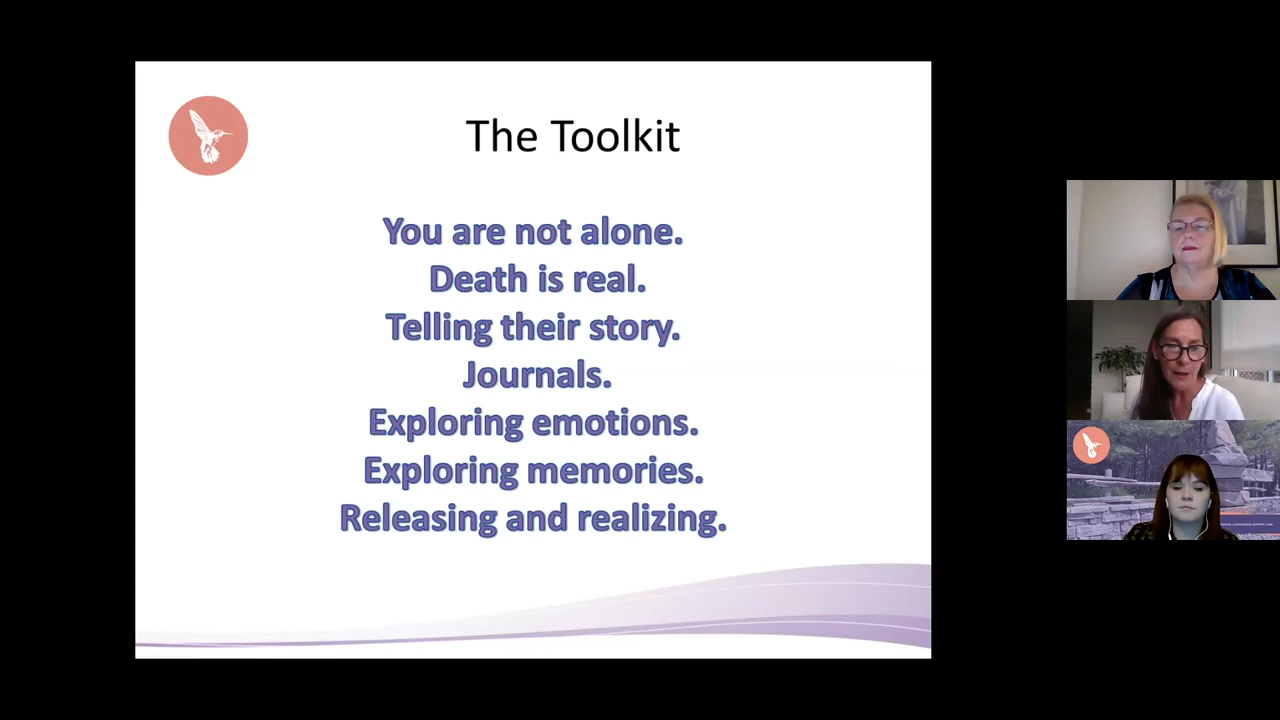 The Toolkit
You are not alone.
Death is real.
Telling their story.
Journals.
Exploring emotions.
Exploring memories.
Releasing and realizing.